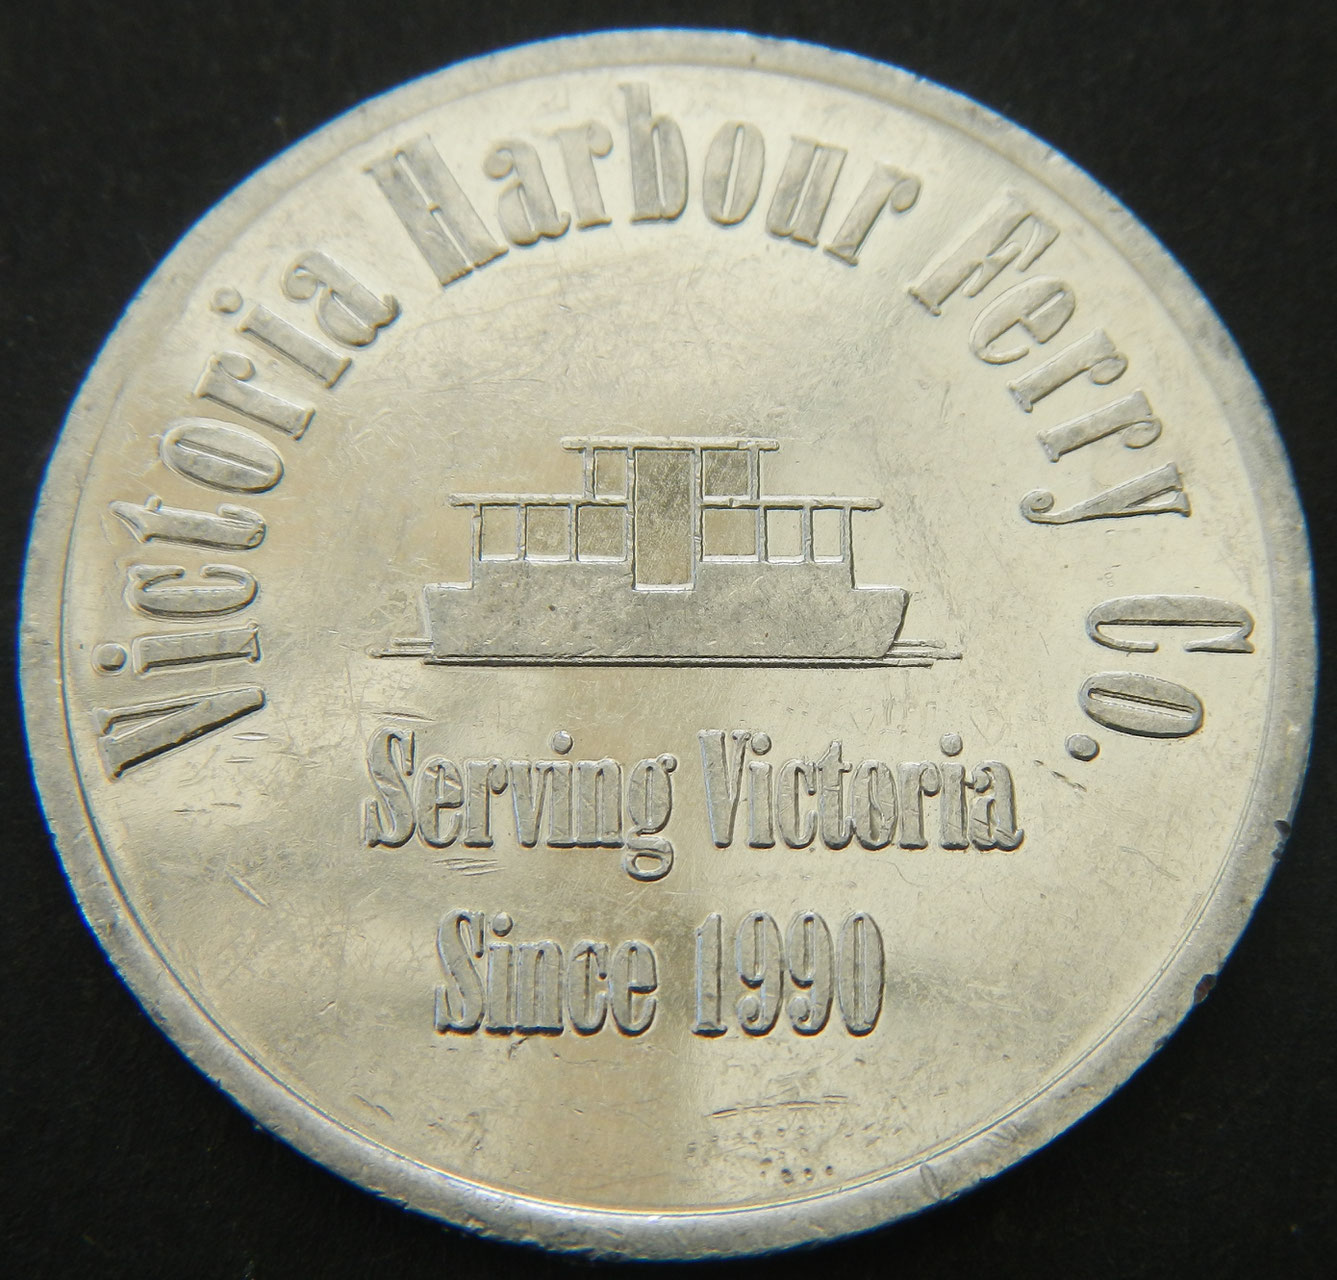 Victoria Harbour Ferry Co.
Serving Victoria
Since 1990